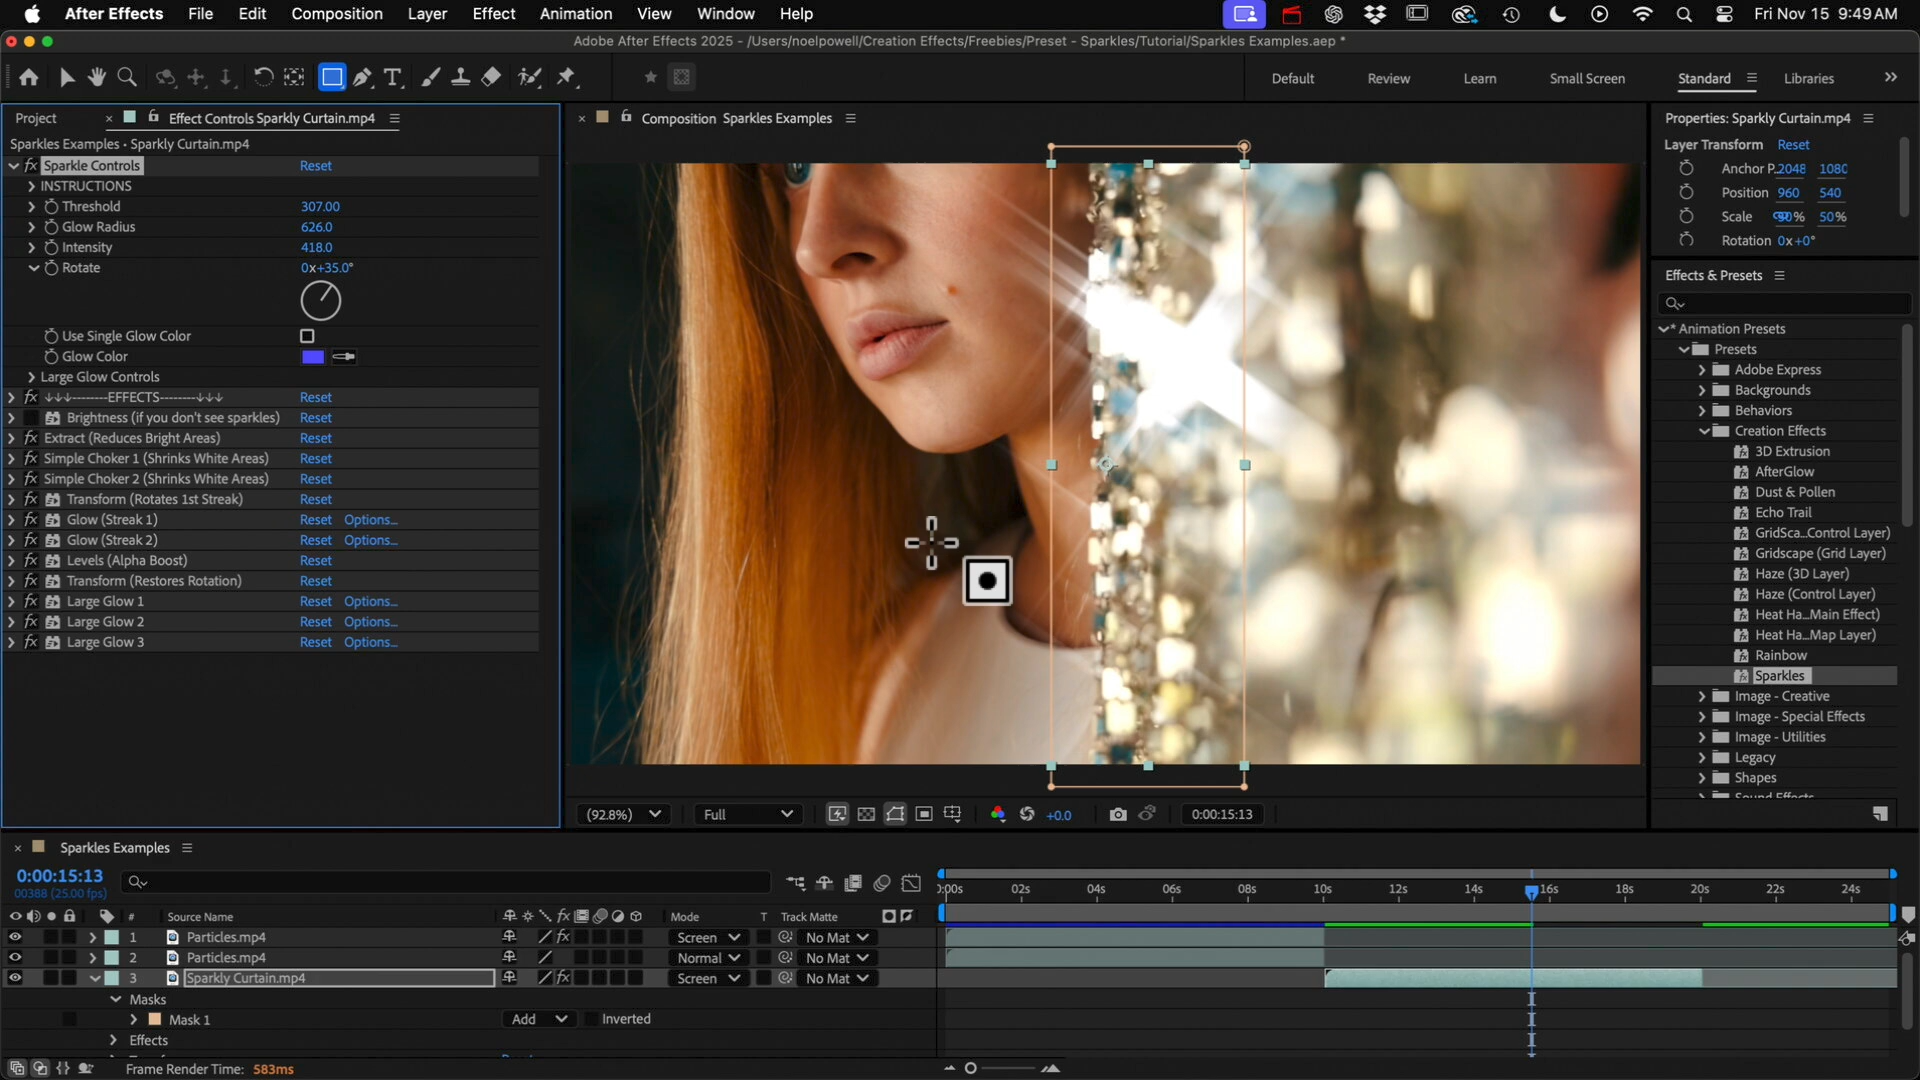 After Effects File Edit Composition Layer Effect Animation View Window Help Fri Nov 15 9:49 AM
Adobe After Effects 2025 - /Users/noelpowell/Creation Effects/Freebies/Preset - Sparkles/Tutorial/Sparkles Examples.aep *
Default Review Learn Small Screen Standard Libraries
Project Effect Controls Sparkly Curtain.mp4
Sparkles Examples • Sparkly Curtain.mp4
Sparkle Controls Reset
INSTRUCTIONS
Threshold 307.00
Glow Radius 626.0
Intensity 418.0
Rotate 0x+35.0°
Use Single Glow Color
Glow Color
Large Glow Controls
↓↓↓--------EFFECTS--------↓↓↓ Reset
Brightness (if you don't see sparkles) Reset
Extract (Reduces Bright Areas) Reset
Simple Choker 1 (Shrinks White Areas) Reset
Simple Choker 2 (Shrinks White Areas) Reset
Transform (Rotates 1st Streak) Reset
Glow (Streak 1) Reset Options...
Glow (Streak 2) Reset Options...
Levels (Alpha Boost) Reset
Transform (Restores Rotation) Reset
Large Glow 1 Reset Options...
Large Glow 2 Reset Options...
Large Glow 3 Reset Options...
Composition Sparkles Examples
(92.8%) Full +0.0 0:00:15:13
Properties: Sparkly Curtain.mp4
Layer Transform Reset
Anchor P... 2048 1080
Position 960 540
Scale 50% 50%
Rotation 0x+0°
Effects & Presets
* Animation Presets
Presets
Adobe Express
Backgrounds
Behaviors
Creation Effects
3D Extrusion
AfterGlow
Dust & Pollen
Echo Trail
GridSca...Control Layer)
Gridscape (Grid Layer)
Haze (3D Layer)
Haze (Control Layer)
Heat Ha...Main Effect)
Heat Ha...Map Layer)
Rainbow
Sparkles
Image - Creative
Image - Special Effects
Image - Utilities
Legacy
Shapes
Sound Effects
Sparkles Examples
0:00:15:13
00388 (25.00 fps)
0:00s 02s 04s 06s 08s 10s 12s 14s 16s 18s 20s 22s 24s
# Source Name Mode T Track Matte
1 Particles.mp4 Screen No Mat
2 Particles.mp4 Normal No Mat
3 Sparkly Curtain.mp4 Screen No Mat
Masks
Mask 1 Add Inverted
Effects
Frame Render Time: 583ms